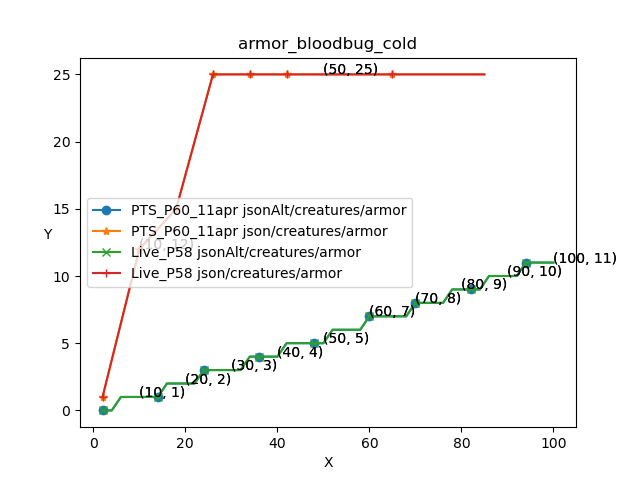 armor_bloodbug_cold
25
20
15
10
5
0
Y
(50, 25)
PTS_P60_11apr jsonAlt/creatures/armor
PTS_P60_11apr json/creatures/armor
Live_P58 jsonAlt/creatures/armor
Live_P58 json/creatures/armor
(10, 12)
(100, 11)
(90, 10)
(80, 9)
(70, 8)
(60, 7)
(50, 5)
(40, 4)
(30, 3)
(20, 2)
(10, 1)
0 20 40 60 80 100
X